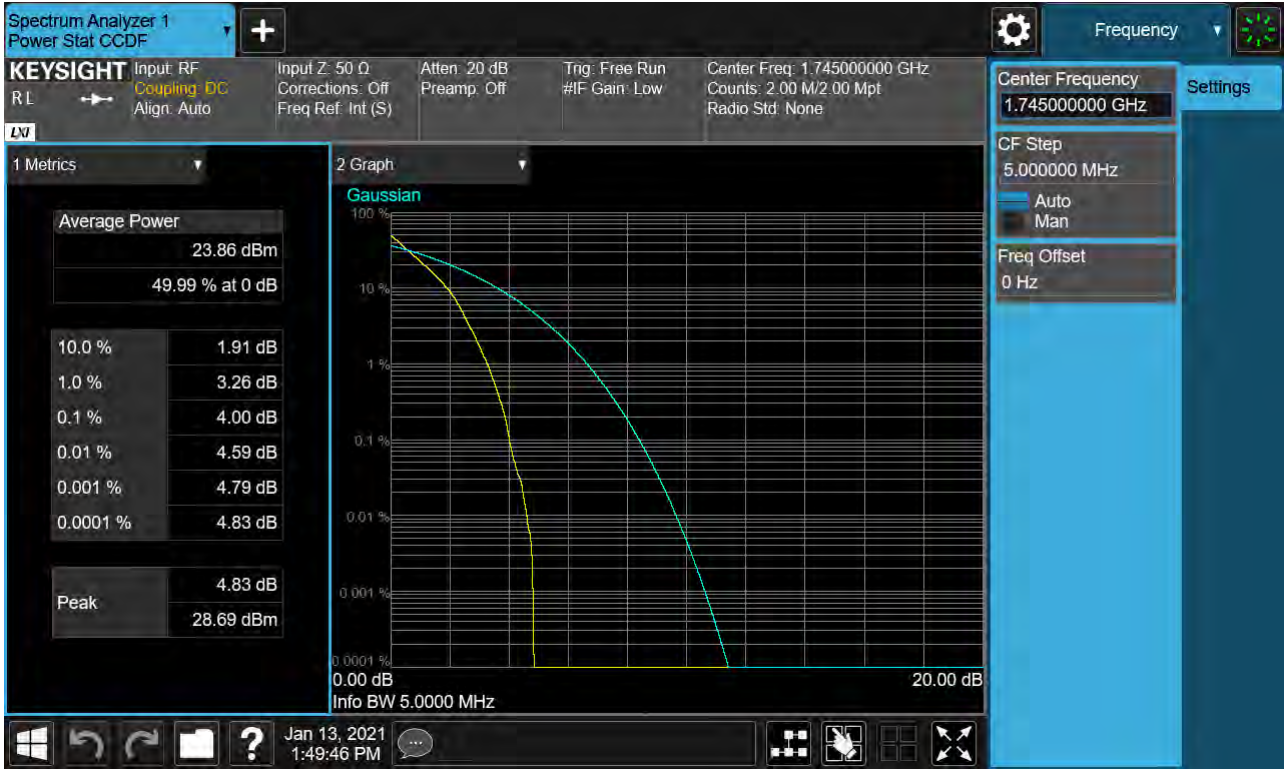 Spectrum Analyzer 1
Power Stat CCDF
Frequency
KEYSIGHT
R L
LXI
Input: RF
Coupling: DC
Align: Auto
Input Z: 50 Ω
Corrections: Off
Freq Ref: Int (S)
Atten: 20 dB
Preamp: Off
Trig: Free Run
#IF Gain: Low
Center Freq: 1.745000000 GHz
Counts: 2.00 M/2.00 Mpt
Radio Std: None
Center Frequency
1.745000000 GHz
Settings
CF Step
5.000000 MHz
Auto
Man
Freq Offset
0 Hz
1 Metrics
Average Power
23.86 dBm
49.99 % at 0 dB
10.0 % 1.91 dB
1.0 % 3.26 dB
0.1 % 4.00 dB
0.01 % 4.59 dB
0.001 % 4.79 dB
0.0001 % 4.83 dB
Peak
4.83 dB
28.69 dBm
2 Graph
Gaussian
100 %
10 %
1 %
0.1 %
0.01 %
0.001 %
0.0001 %
0.00 dB 20.00 dB
Info BW 5.0000 MHz
Jan 13, 2021
1:49:46 PM